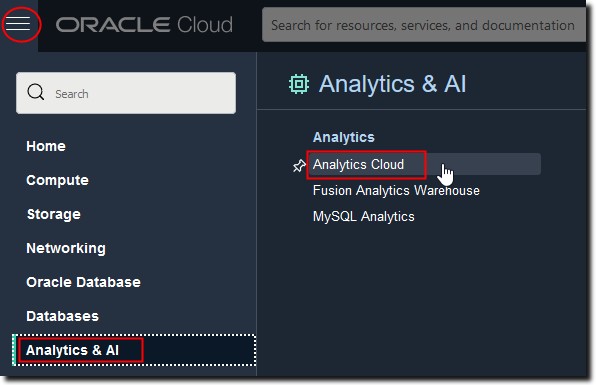 ORACLE Cloud
Search for resources, services, and documentation
Search
Home
Compute
Storage
Networking
Oracle Database
Databases
Analytics & AI
Analytics & AI
Analytics
Analytics Cloud
Fusion Analytics Warehouse
MySQL Analytics